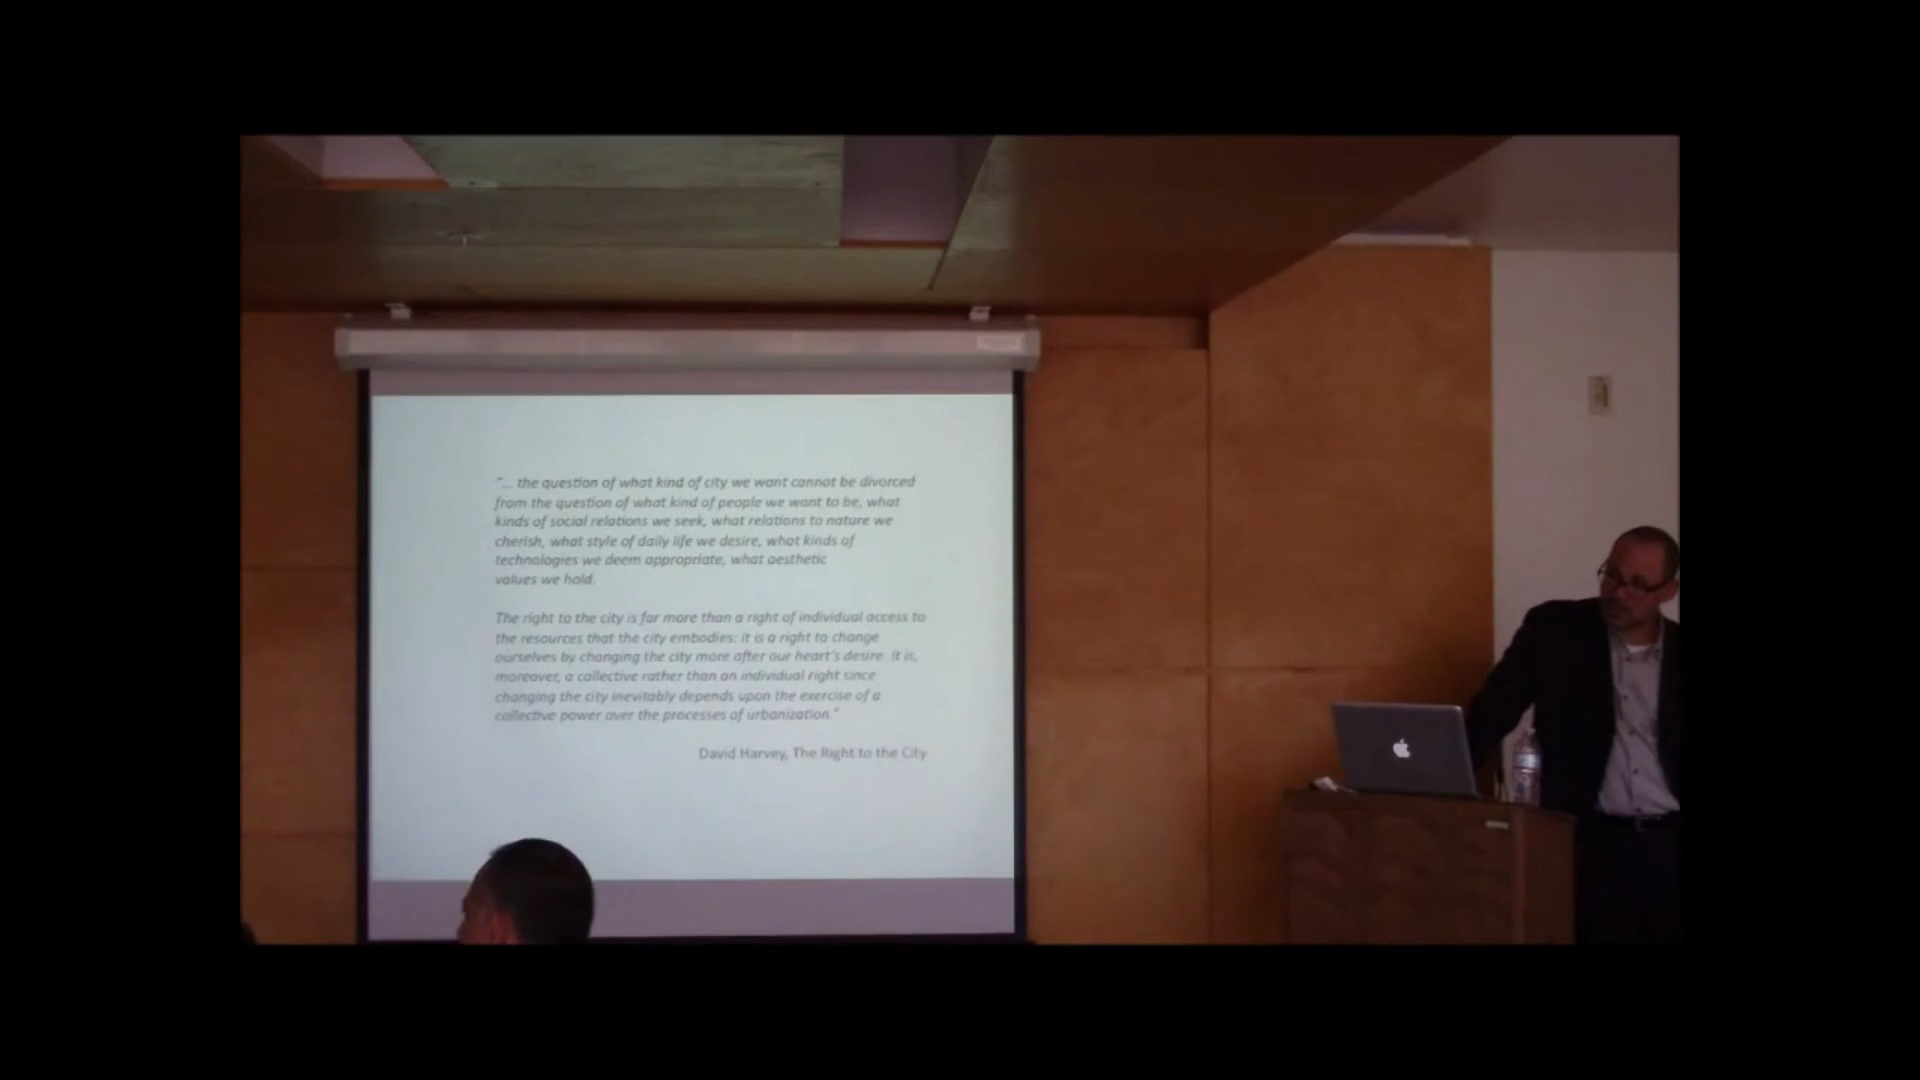 "... the question of what kind of city we want cannot be divorced
from the question of what kind of people we want to be, what
kinds of social relations we seek, what relations to nature we
cherish, what style of daily life we desire, what kinds of
technologies we deem appropriate, what aesthetic
values we hold.
The right to the city is far more than a right of individual access to
the resources that the city embodies: it is a right to change
ourselves by changing the city more after our heart's desire. It is,
moreover, a collective rather than an individual right since
changing the city inevitably depends upon the exercise of a
collective power over the processes of urbanization."
David Harvey, The Right to the City